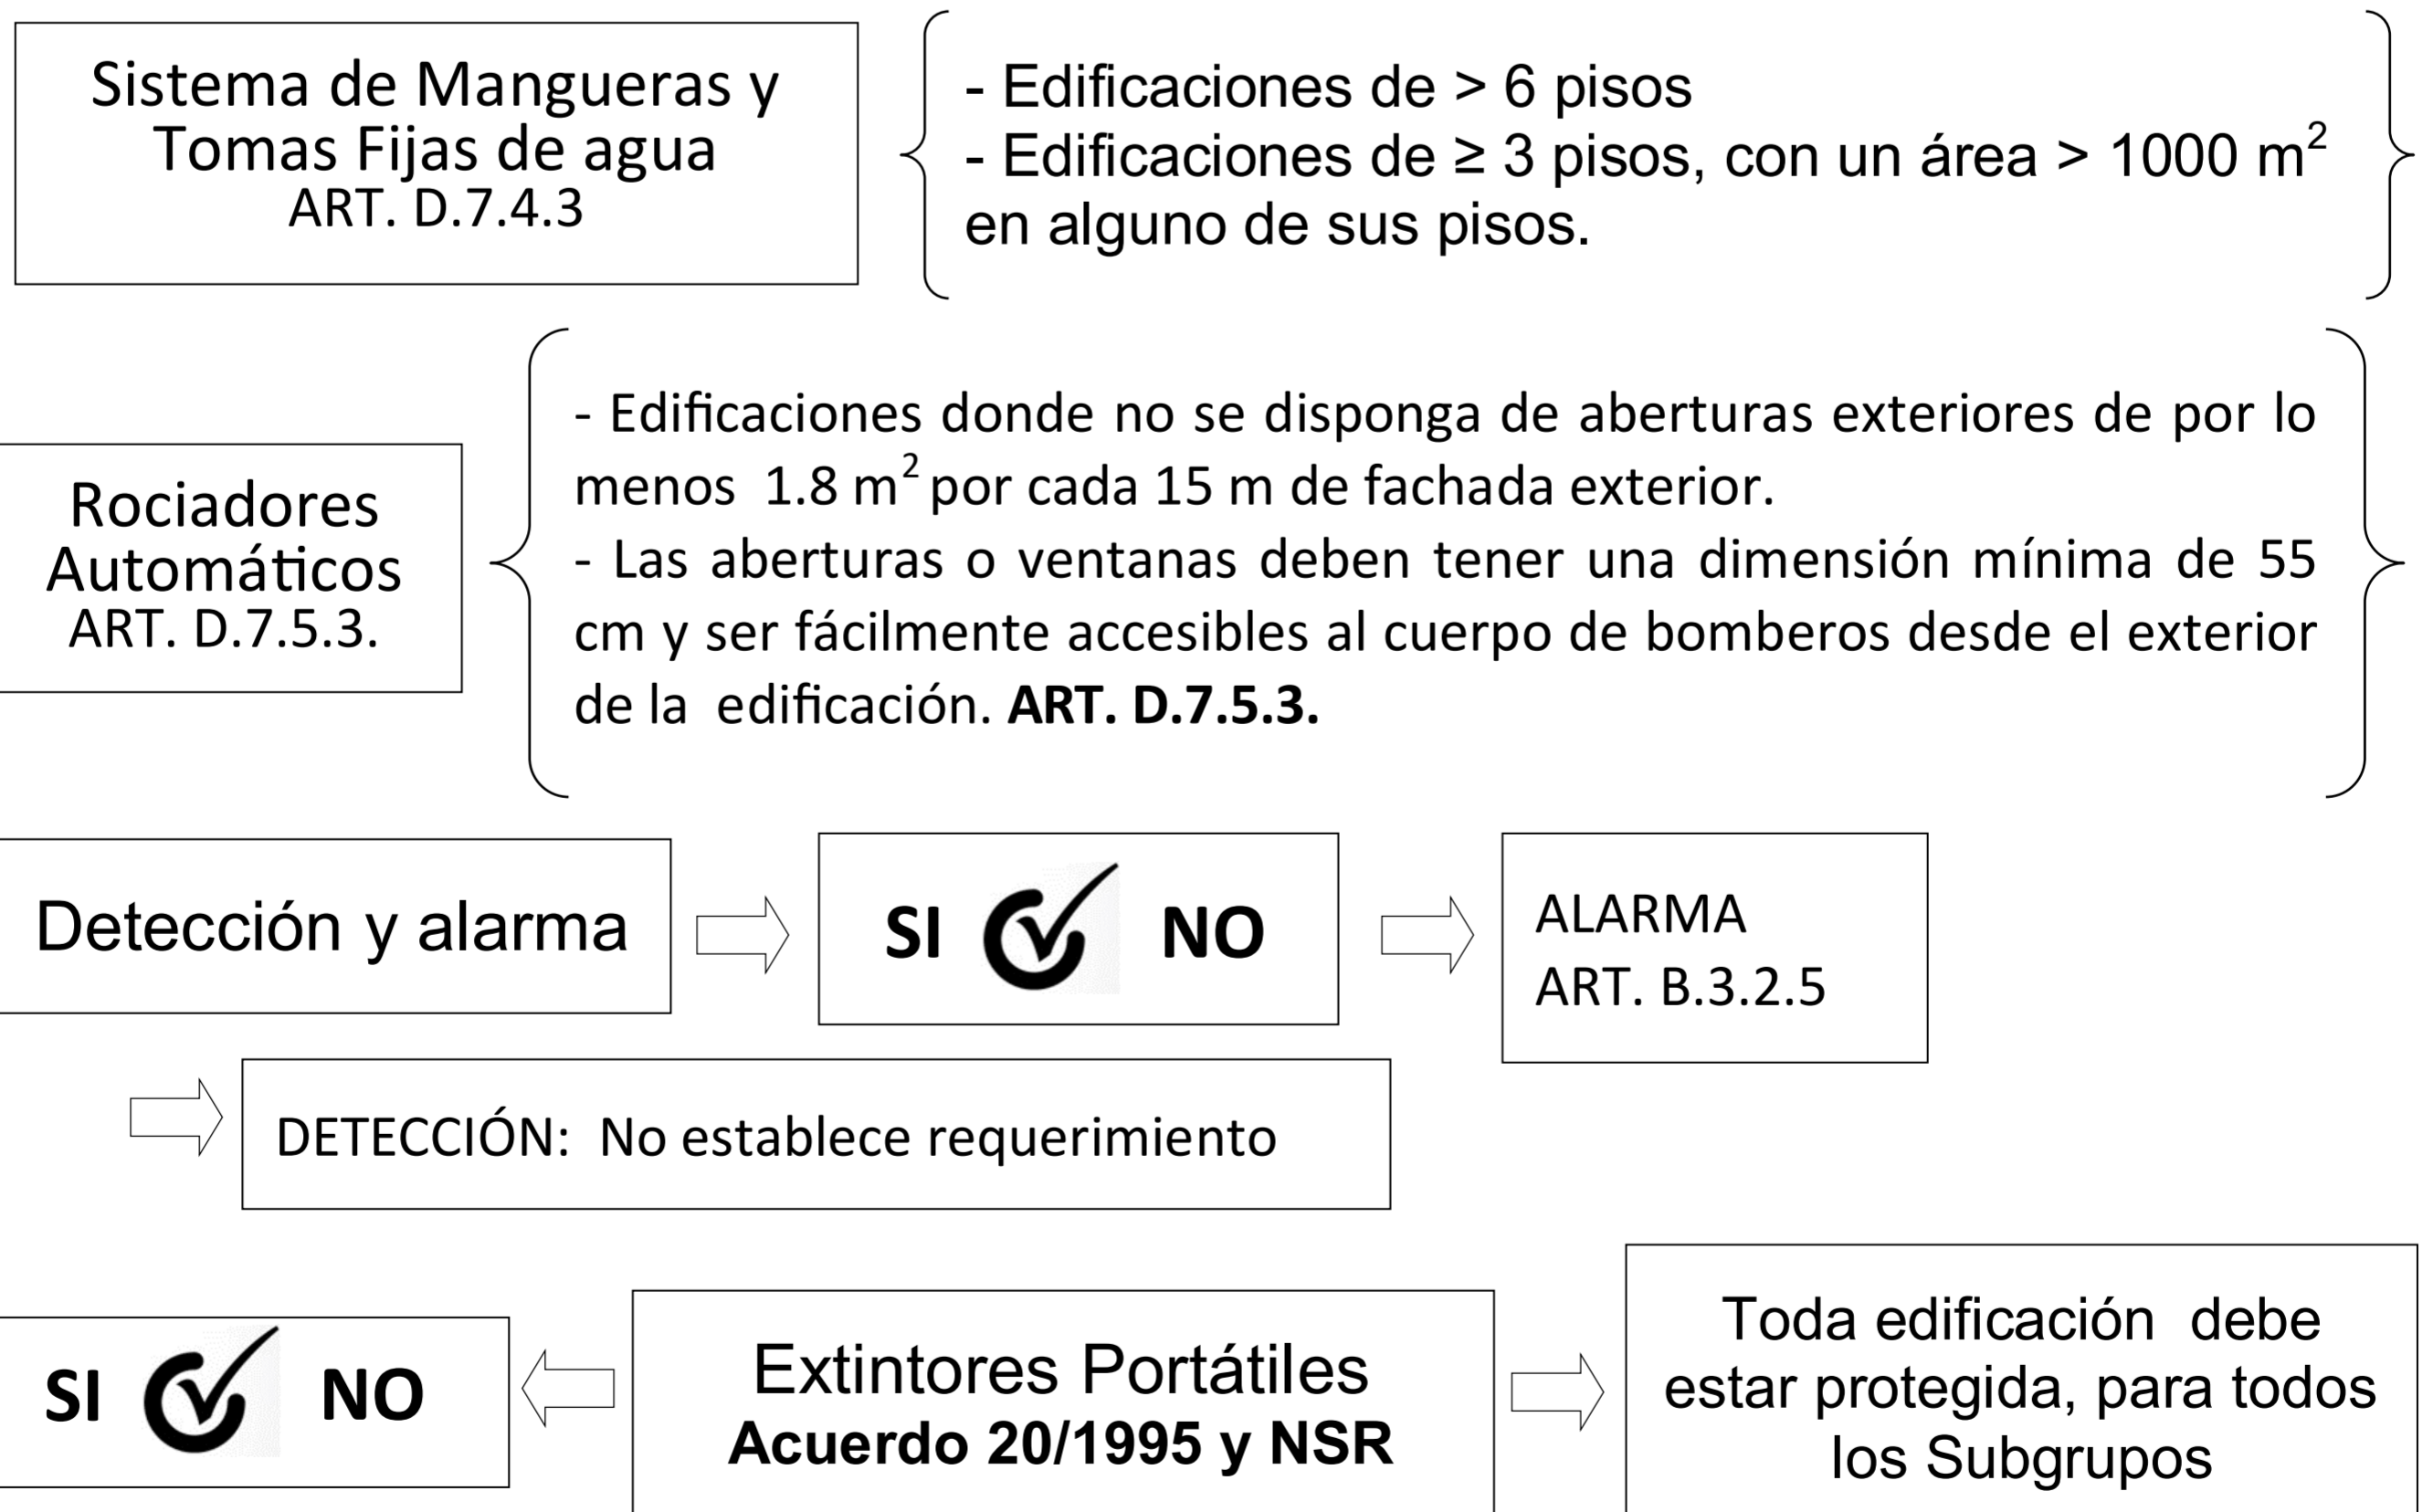 Sistema de Mangueras y
Tomas Fijas de agua
ART. D.7.4.3
- Edificaciones de > 6 pisos
- Edificaciones de ≥ 3 pisos, con un área > 1000 m²
en alguno de sus pisos.
Rociadores
Automáticos
ART. D.7.5.3.
- Edificaciones donde no se disponga de aberturas exteriores de por lo
menos 1.8 m² por cada 15 m de fachada exterior.
- Las aberturas o ventanas deben tener una dimensión mínima de 55
cm y ser fácilmente accesibles al cuerpo de bomberos desde el exterior
de la edificación. ART. D.7.5.3.
Detección y alarma
SI NO
ALARMA
ART. B.3.2.5
DETECCIÓN: No establece requerimiento
SI NO
Extintores Portátiles
Acuerdo 20/1995 y NSR
Toda edificación debe
estar protegida, para todos
los Subgrupos